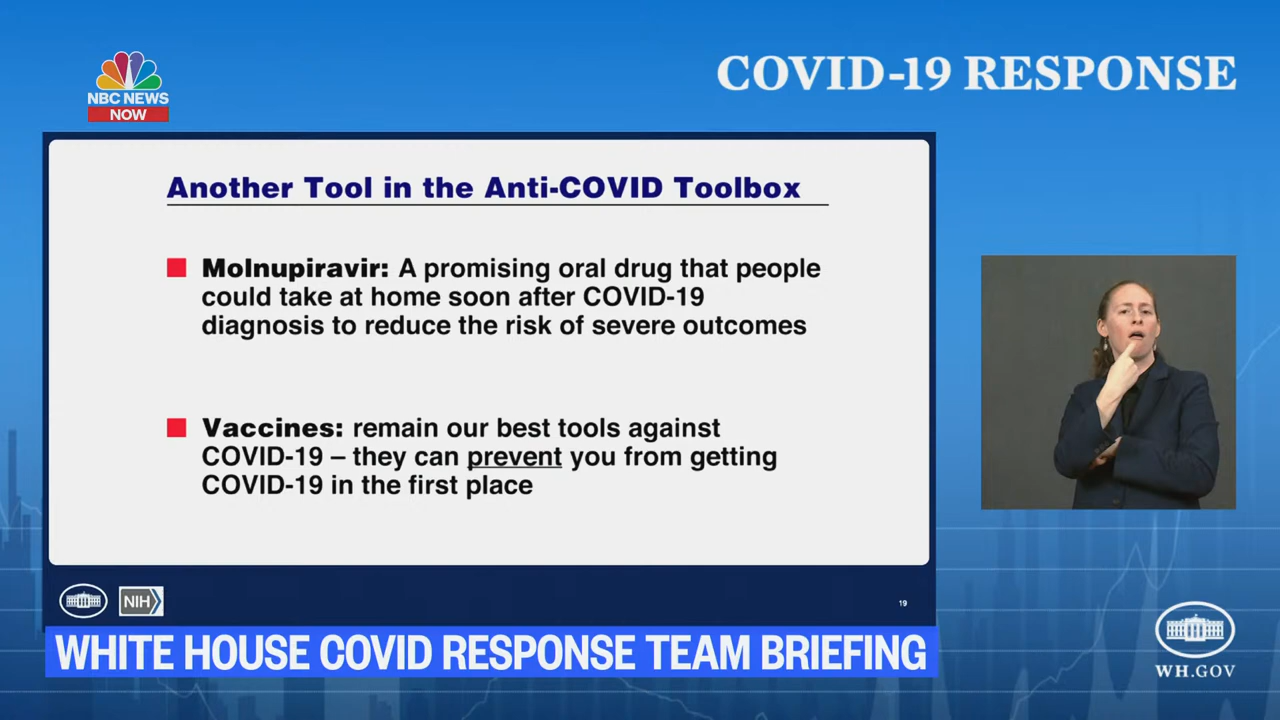 NBC NEWS
NOW
COVID-19 RESPONSE
Another Tool in the Anti-COVID Toolbox
Molnupiravir: A promising oral drug that people
could take at home soon after COVID-19
diagnosis to reduce the risk of severe outcomes
Vaccines: remain our best tools against
COVID-19 – they can prevent you from getting
COVID-19 in the first place
NIH
19
WHITE HOUSE COVID RESPONSE TEAM BRIEFING
WH.GOV